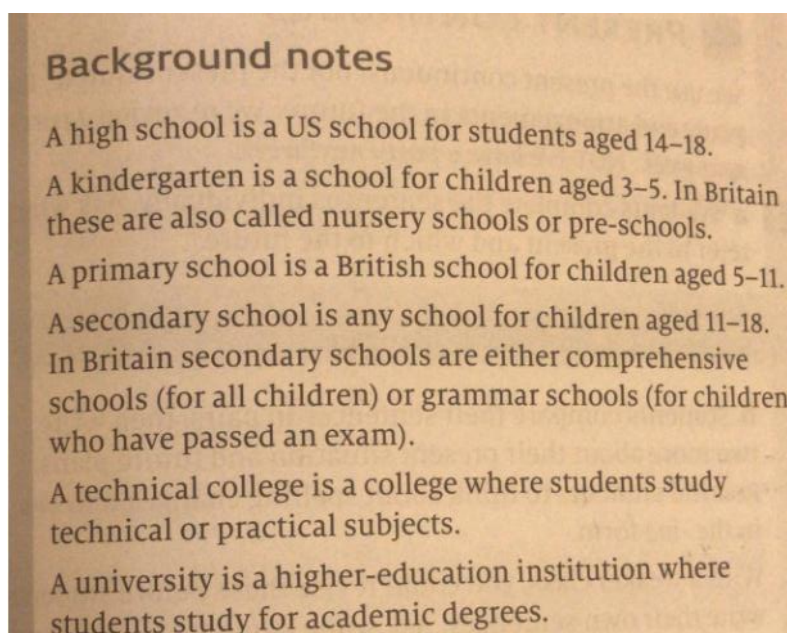 Background notes
A high school is a US school for students aged 14–18.
A kindergarten is a school for children aged 3–5. In Britain
these are also called nursery schools or pre-schools.
A primary school is a British school for children aged 5–11.
A secondary school is any school for children aged 11–18.
In Britain secondary schools are either comprehensive
schools (for all children) or grammar schools (for children
who have passed an exam).
A technical college is a college where students study
technical or practical subjects.
A university is a higher-education institution where
students study for academic degrees.